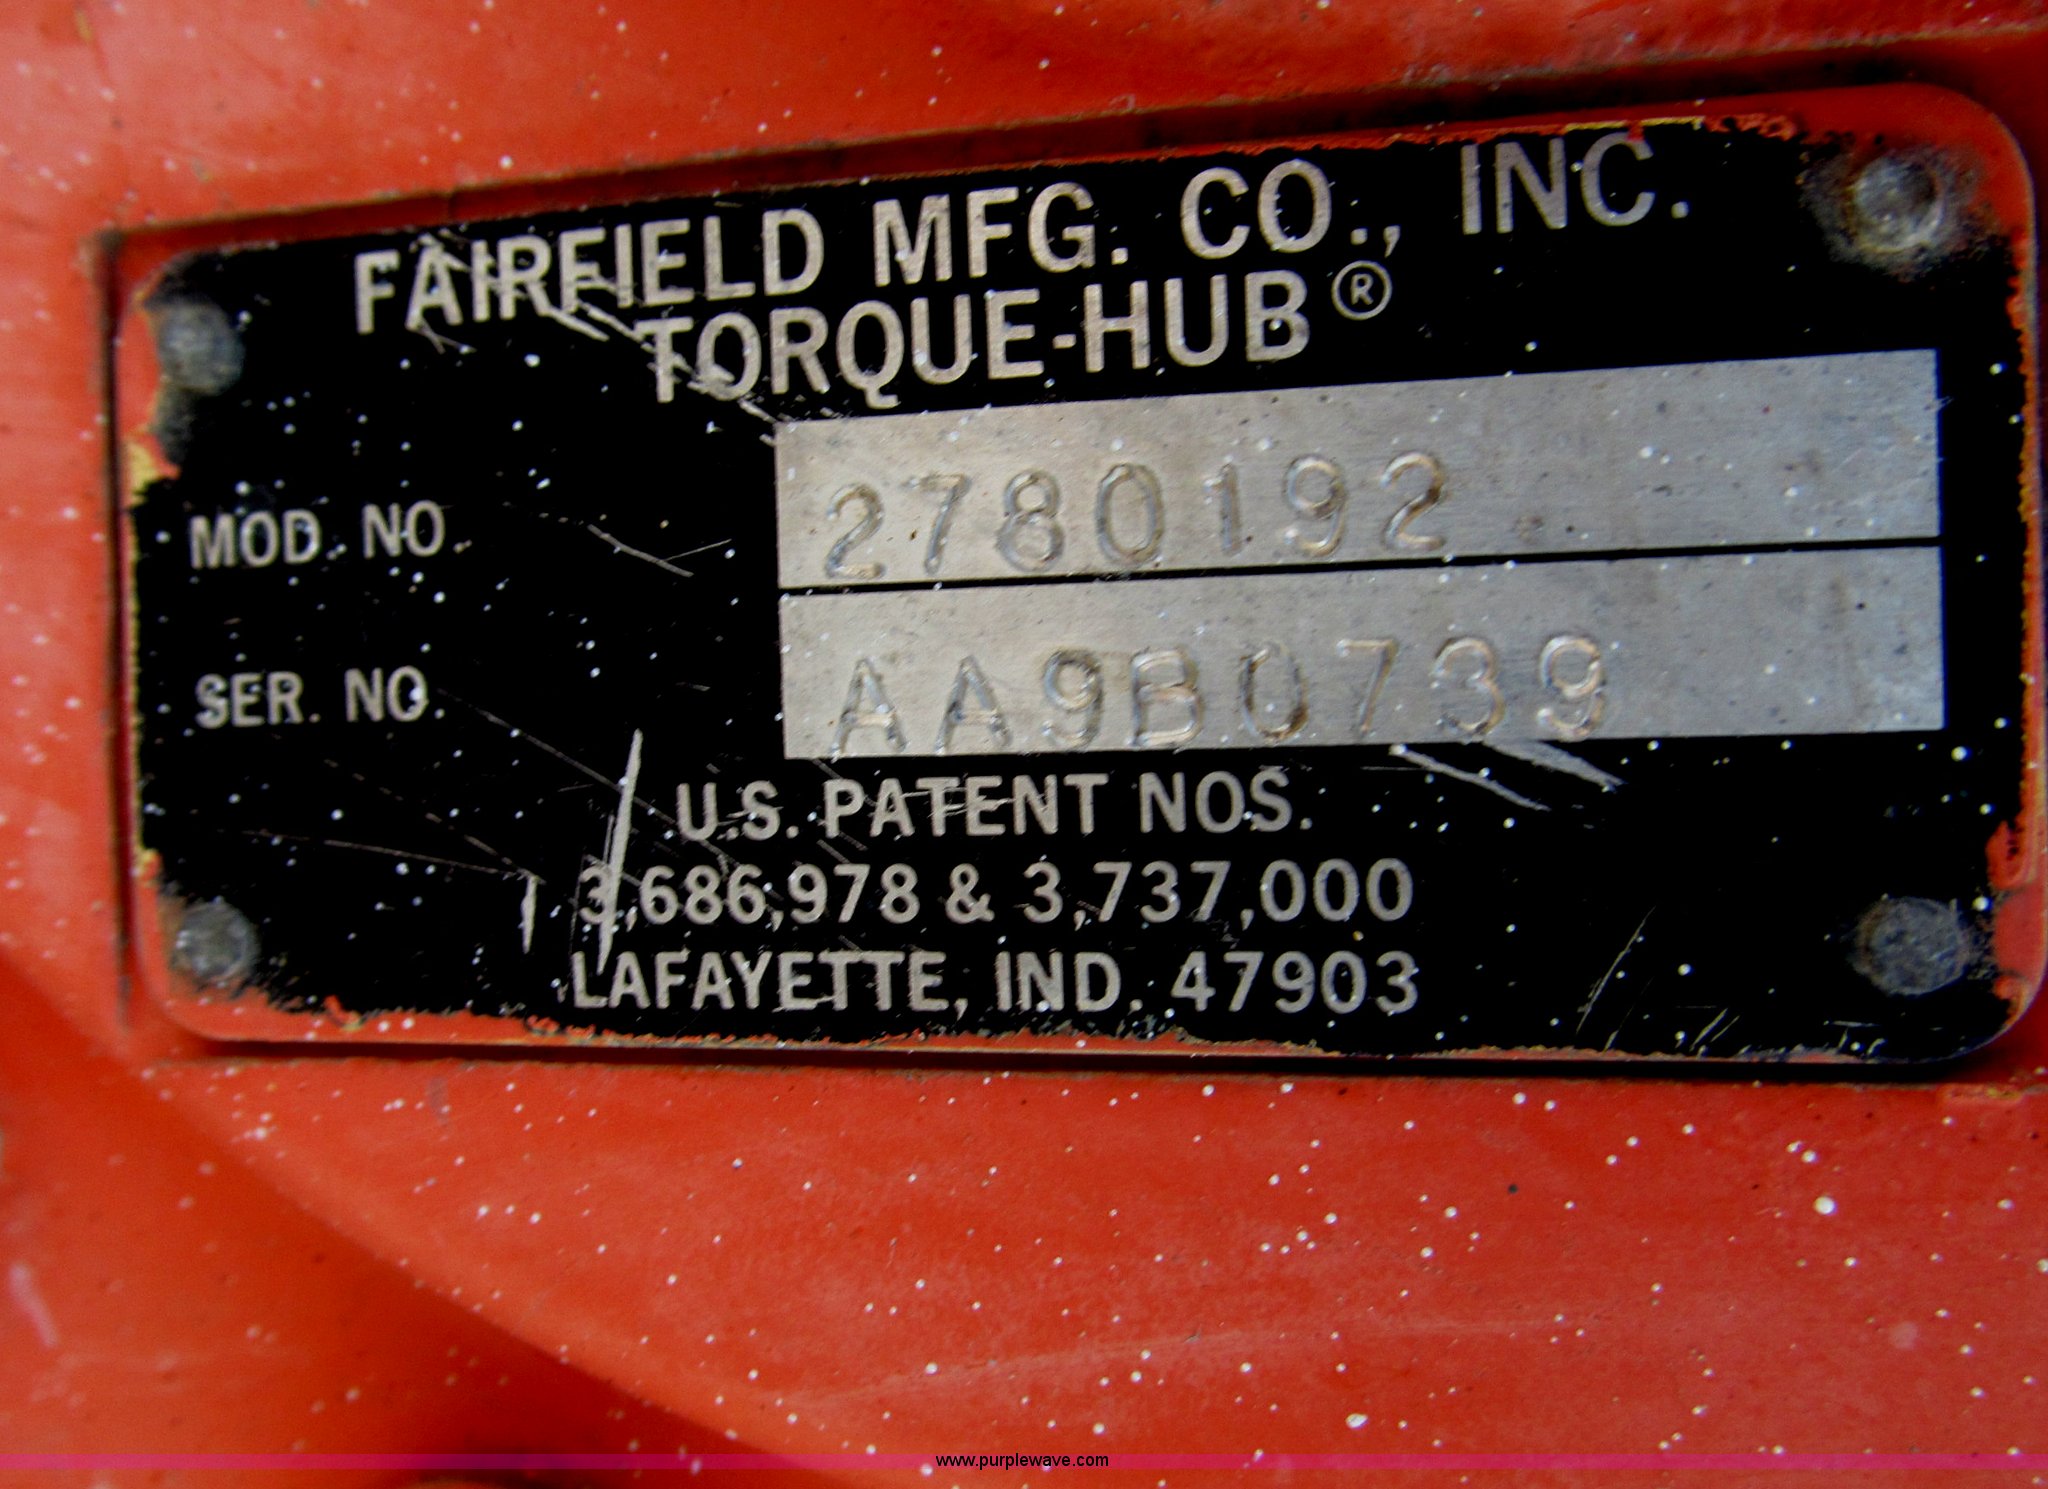 FAIRFIELD MFG. CO., INC.
TORQUE-HUB®
MOD. NO. 2780192
SER. NO. AA9B0739
U.S. PATENT NOS.
3,686,978 & 3,737,000
LAFAYETTE, IND. 47903
www.purplewave.com